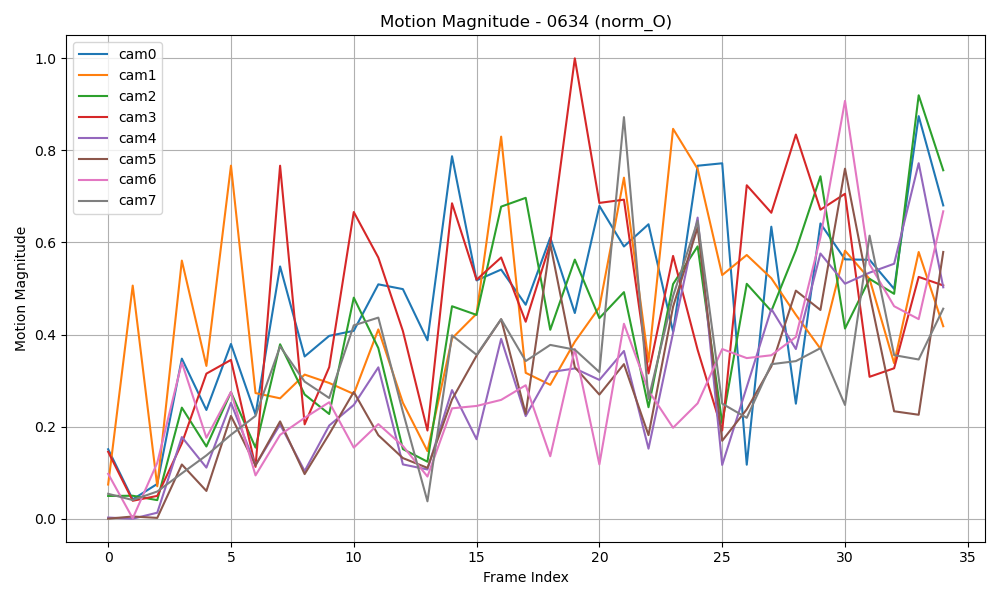 Motion Magnitude - 0634 (norm_O)
cam0
cam1
cam2
cam3
cam4
cam5
cam6
cam7
1.0
0.8
0.6
0.4
0.2
0.0
Motion Magnitude
0 5 10 15 20 25 30 35
Frame Index